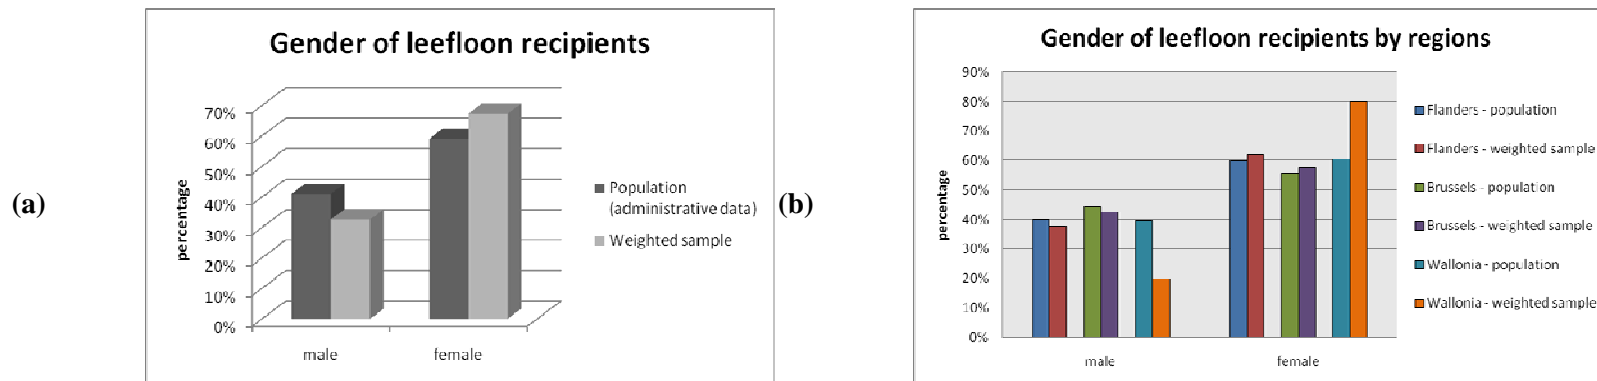 (a)
Gender of leefloon recipients
percentage
70%
60%
50%
40%
30%
20%
10%
0%
male
female
Population
(administrative data)
Weighted sample
(b)
Gender of leefloon recipients by regions
percentage
90%
80%
70%
60%
50%
40%
30%
20%
10%
0%
male
female
Flanders - population
Flanders - weighted sample
Brussels - population
Brussels - weighted sample
Wallonia - population
Wallonia - weighted sample